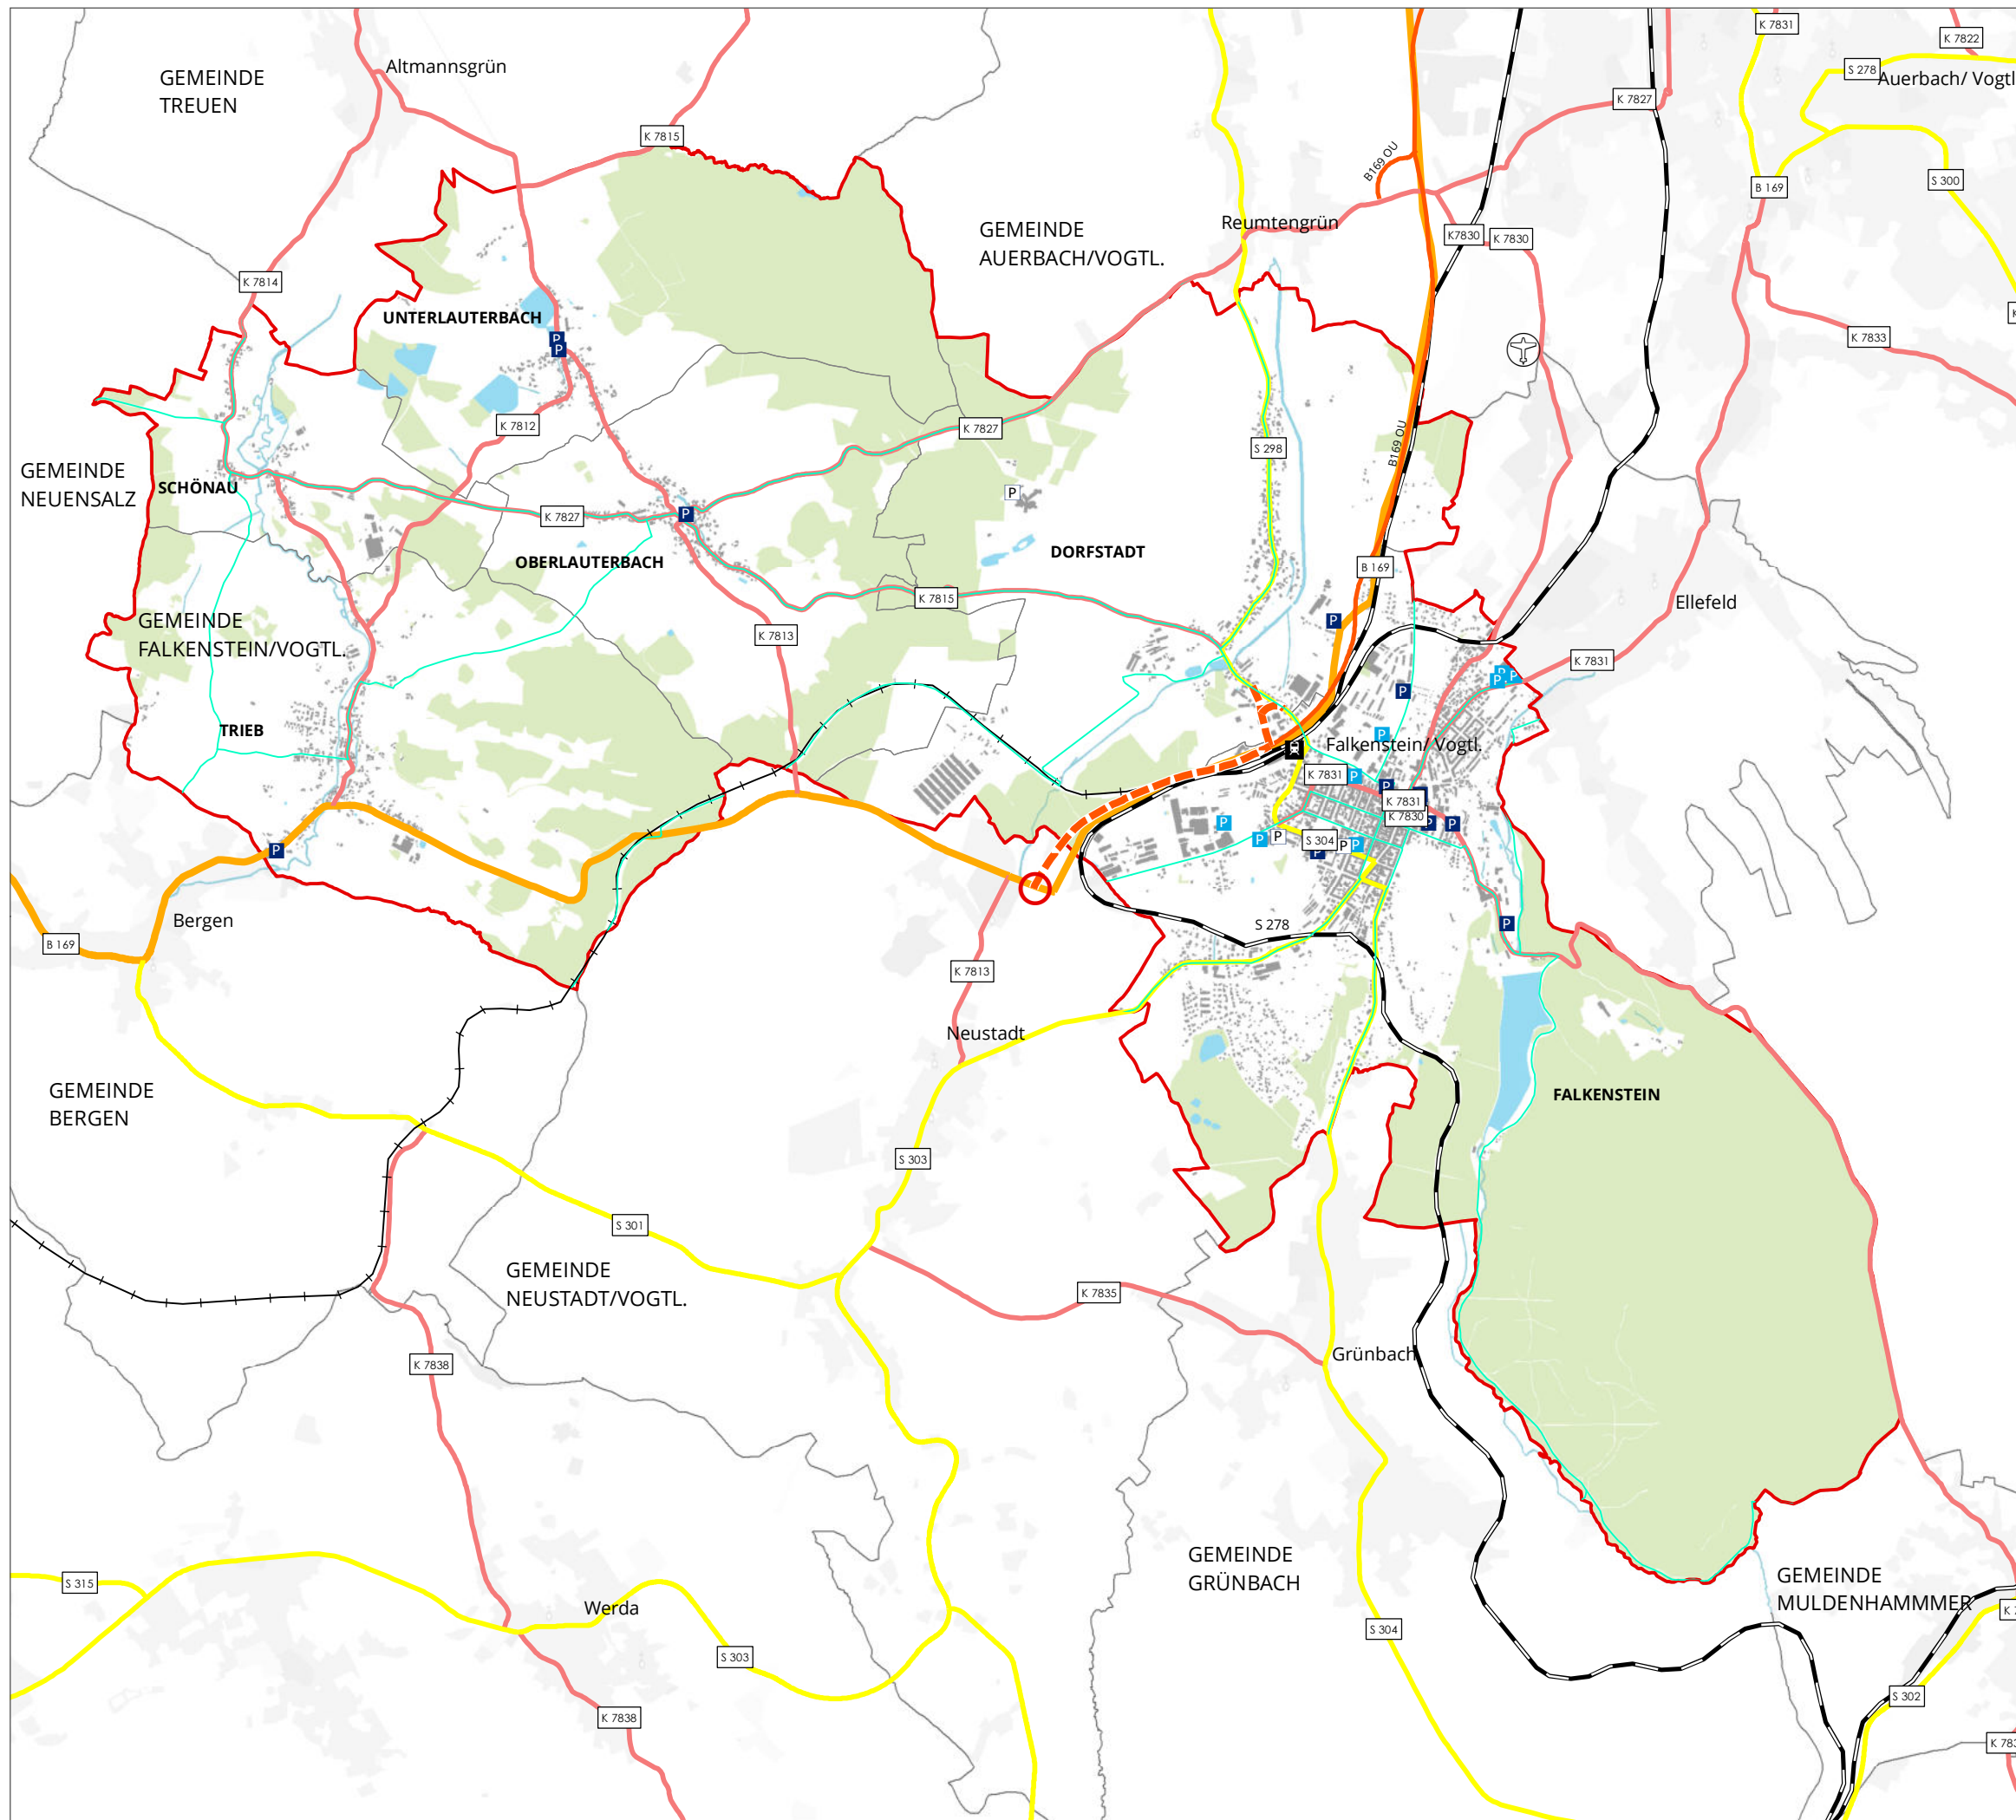 K 7831
K 7822
Altmannsgrün
GEMEINDE
TREUEN
S 278
Auerbach/ Vogtl
K 7827
K 7815
B169 OU
B 169
S 300
GEMEINDE
AUERBACH/VOGTL.
Reumtengrün
K7830
K 7830
K 7814
UNTERLAUTERBACH
P
P
K 7833
K 7812
K 7827
S 298
B169 OU
GEMEINDE
NEUENSALZ
SCHÖNAU
P
K 7827
P
OBERLAUTERBACH
DORFSTADT
B 169
K 7815
Ellefeld
GEMEINDE
FALKENSTEIN/VOGTL.
K 7813
P
K 7831
P
P
P
P
TRIEB
P
Falkenstein/ Vogtl.
K 7831
P
P
K 7831
K 7830
P
P
P
P
P
S 304
P
P
P
P
Bergen
B 169
S 278
P
K 7813
Neustadt
GEMEINDE
BERGEN
FALKENSTEIN
S 303
S 301
GEMEINDE
NEUSTADT/VOGTL.
K 7835
K 7838
Grünbach
GEMEINDE
GRÜNBACH
S 315
GEMEINDE
MULDENHAMMMER
Werda
S 304
S 303
S 302
K 7838